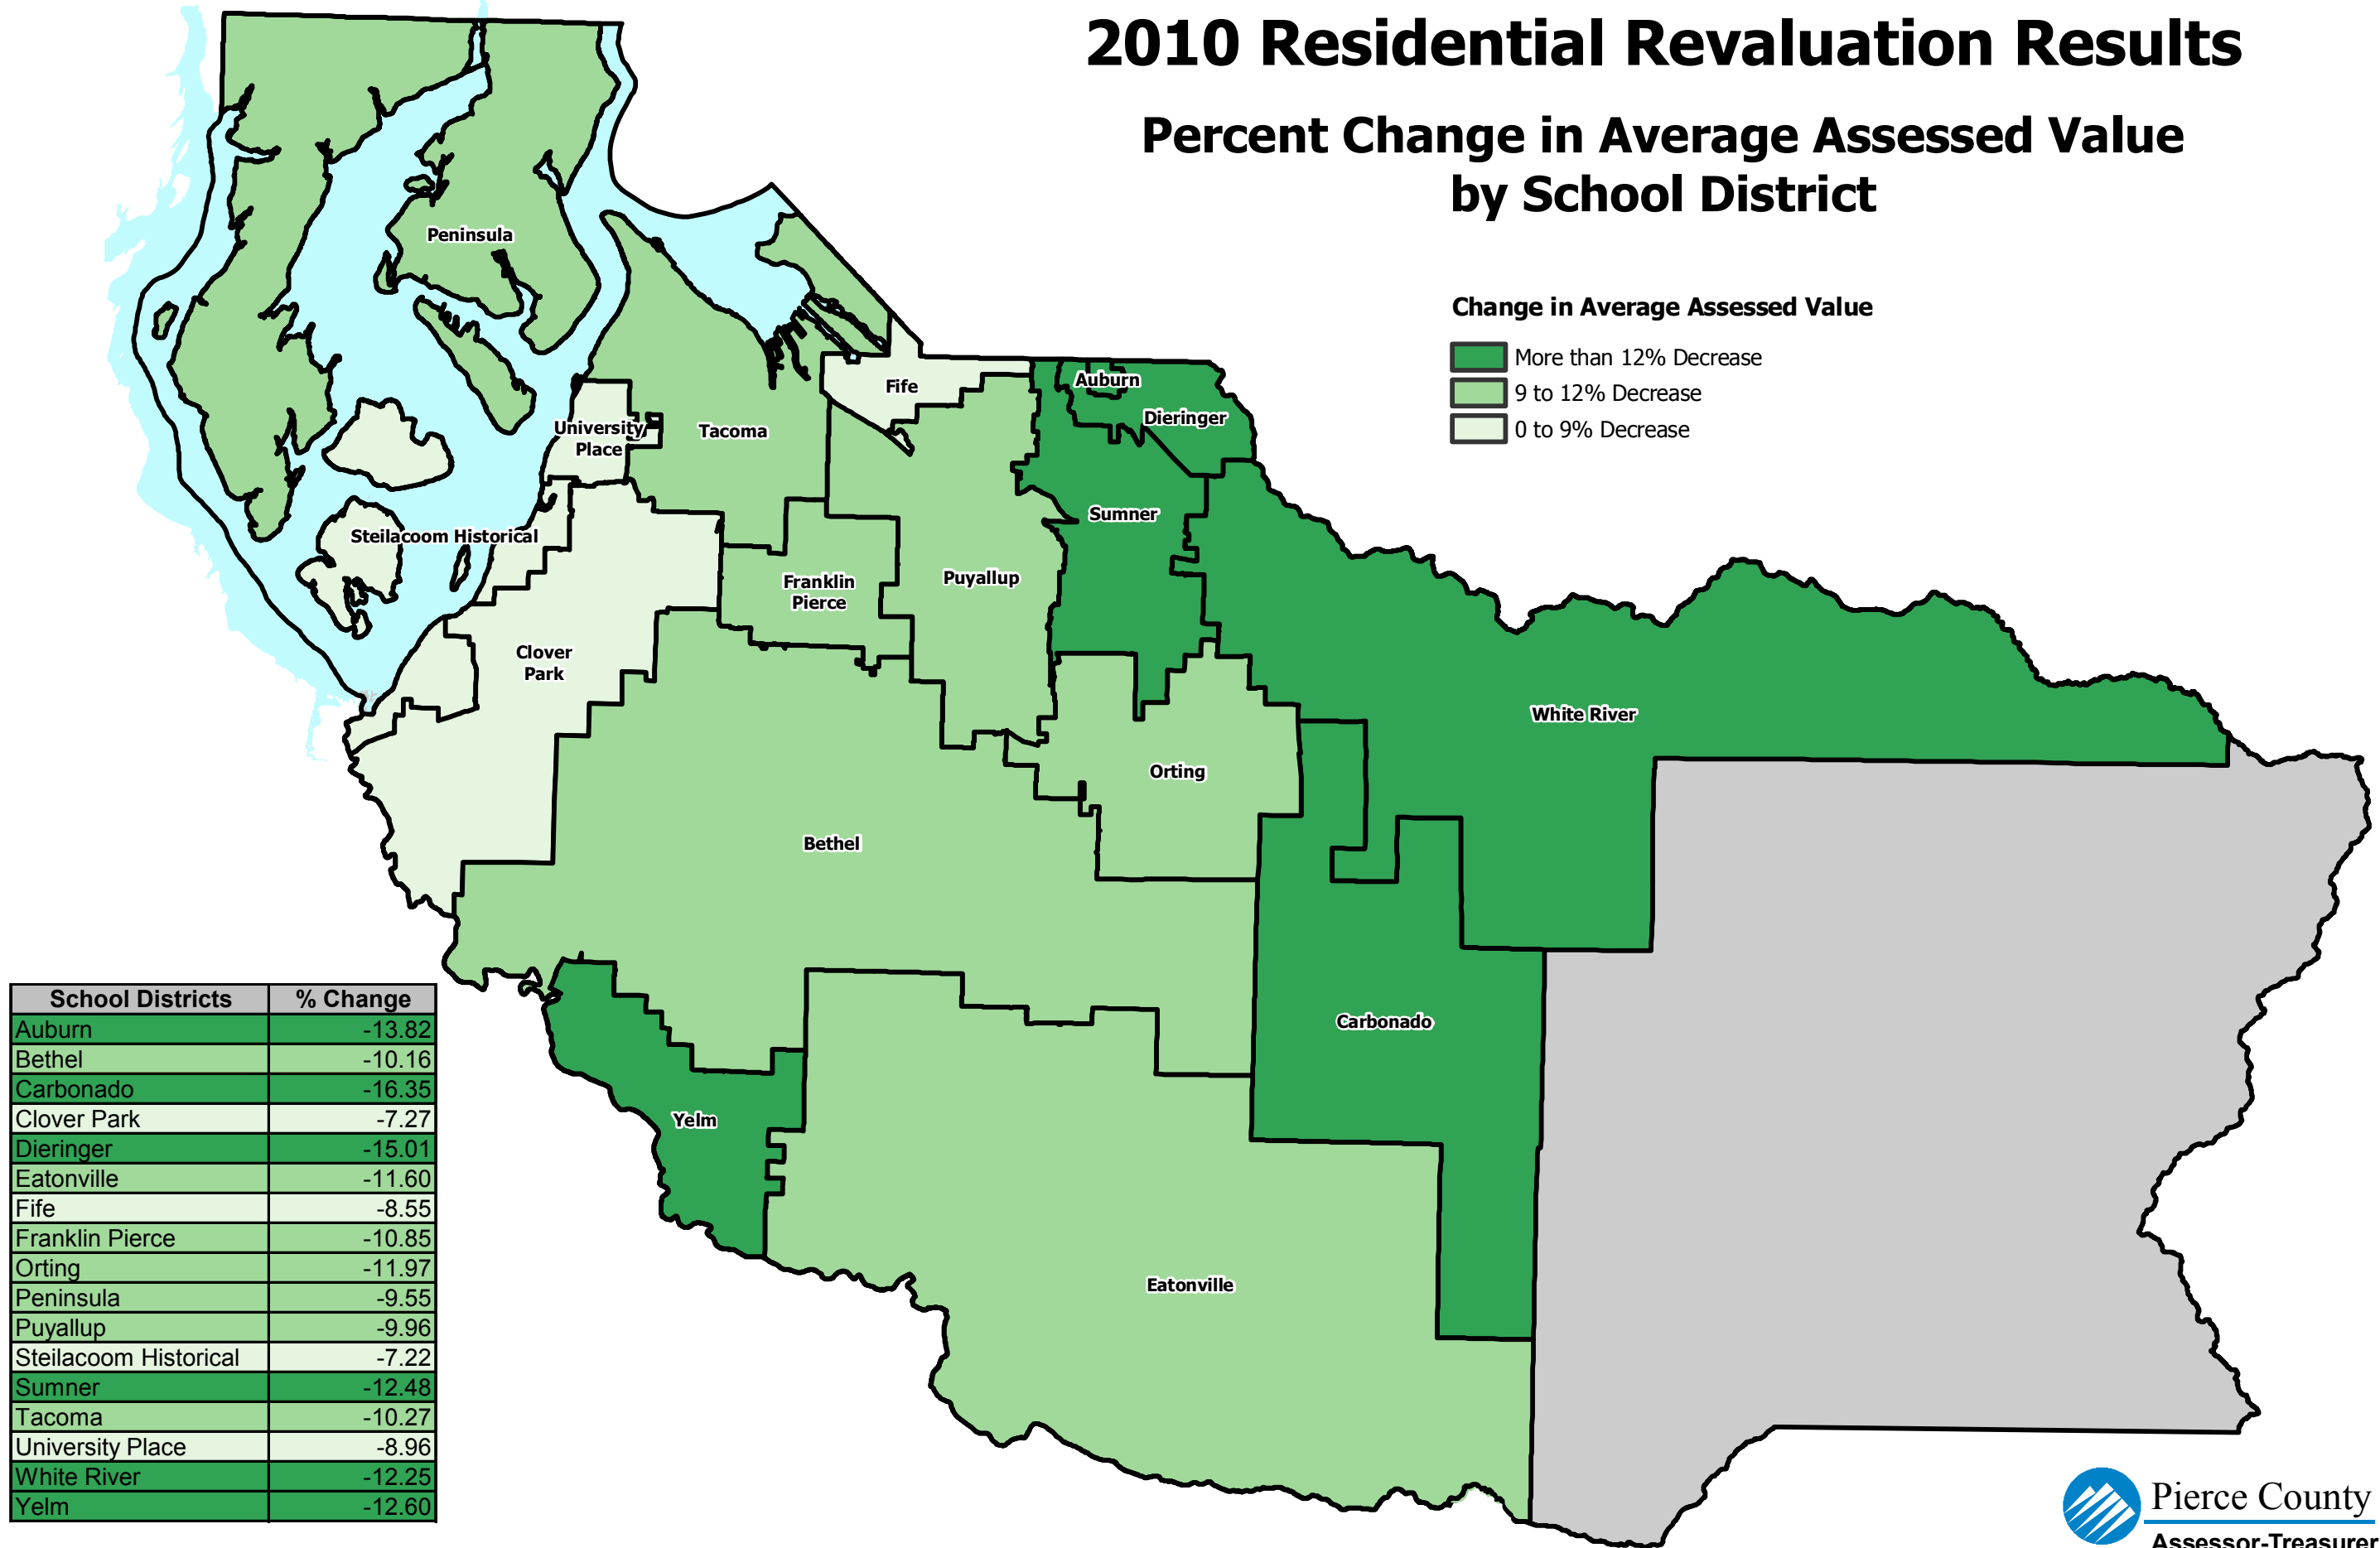 2010 Residential Revaluation Results
Percent Change in Average Assessed Value
by School District
Change in Average Assessed Value
More than 12% Decrease
9 to 12% Decrease
0 to 9% Decrease
Peninsula
Fife
Auburn
Dieringer
University
Place
Tacoma
Sumner
Steilacoom Historical
Franklin
Pierce
Puyallup
Clover
Park
White River
Orting
Bethel
Carbonado
Yelm
Eatonville
School Districts % Change
Auburn -13.82
Bethel -10.16
Carbonado -16.35
Clover Park -7.27
Dieringer -15.01
Eatonville -11.60
Fife -8.55
Franklin Pierce -10.85
Orting -11.97
Peninsula -9.55
Puyallup -9.96
Steilacoom Historical -7.22
Sumner -12.48
Tacoma -10.27
University Place -8.96
White River -12.25
Yelm -12.60
Pierce County
Assessor-Treasurer